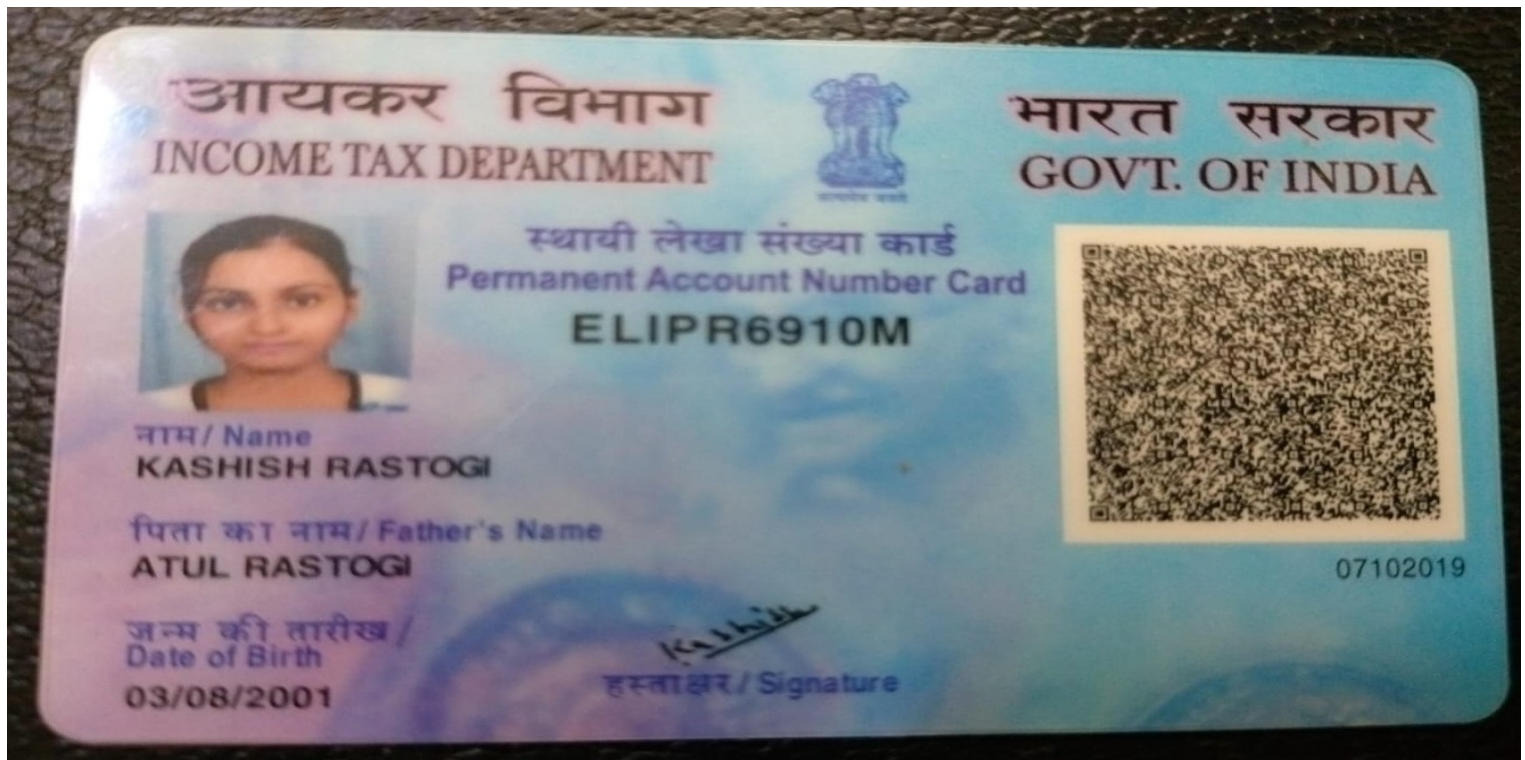 आयकर विभाग
INCOME TAX DEPARTMENT
भारत सरकार
GOVT. OF INDIA
स्थायी लेखा संख्या कार्ड
Permanent Account Number Card
ELIPR6910M
नाम / Name
KASHISH RASTOGI
पिता का नाम / Father's Name
ATUL RASTOGI
जन्म की तारीख /
Date of Birth
03/08/2001
Kashish
हस्ताक्षर / Signature
07102019